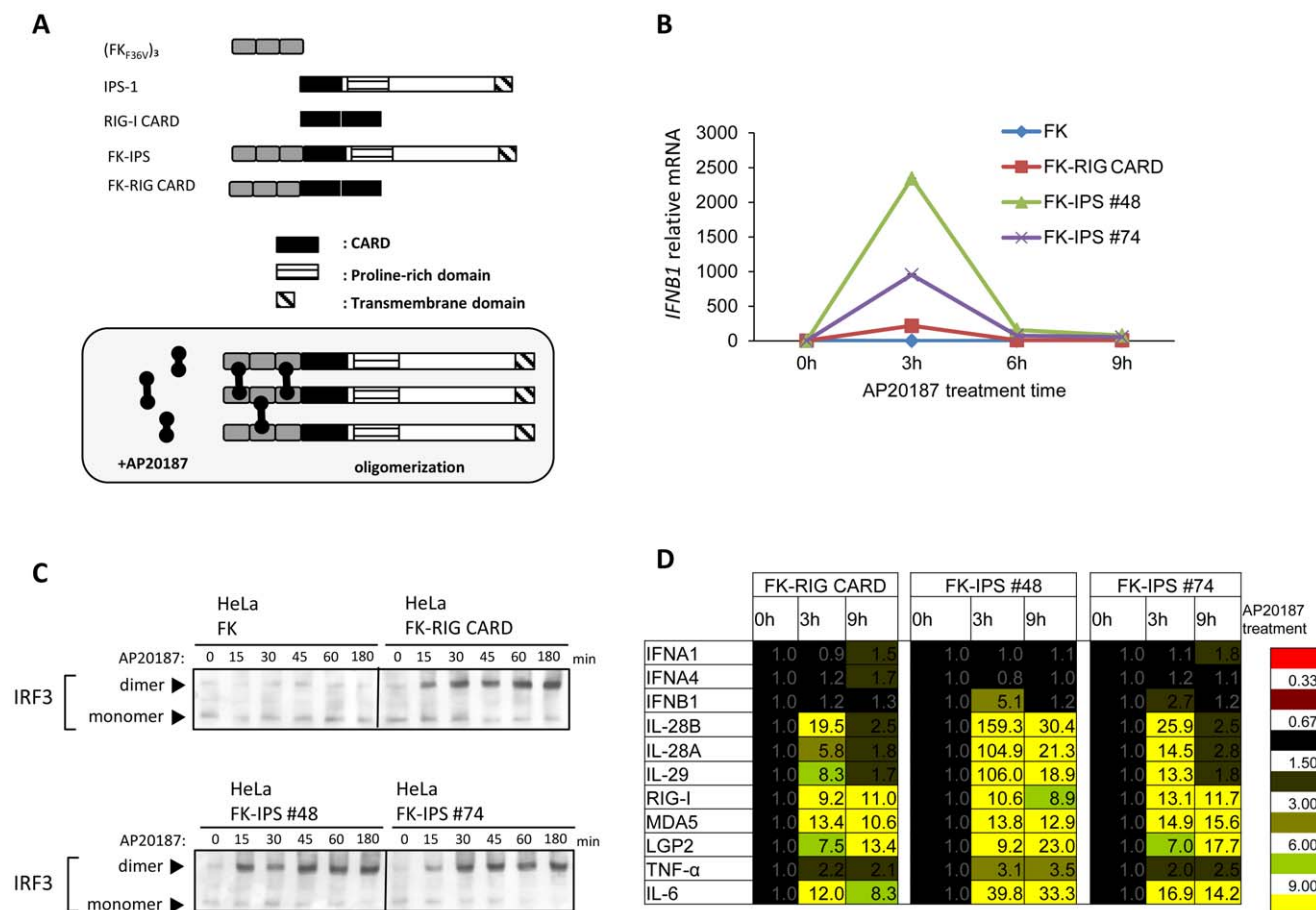 A
(FK_F36V)₃
IPS-1
RIG-I CARD
FK-IPS
FK-RIG CARD
: CARD
: Proline-rich domain
: Transmembrane domain
+AP20187
oligomerization
B
IFNB1 relative mRNA
3000
2500
2000
1500
1000
500
0
0h 3h 6h 9h
AP20187 treatment time
FK
FK-RIG CARD
FK-IPS #48
FK-IPS #74
C
HeLa HeLa
FK FK-RIG CARD
AP20187: 0 15 30 45 60 180 0 15 30 45 60 180 min
IRF3
dimer
monomer
HeLa HeLa
FK-IPS #48 FK-IPS #74
AP20187: 0 15 30 45 60 180 0 15 30 45 60 180
IRF3
dimer
monomer
D
FK-RIG CARD FK-IPS #48 FK-IPS #74
0h 3h 9h 0h 3h 9h 0h 3h 9h
AP20187
treatment
IFNA1 1.0 0.9 1.5 1.0 1.0 1.1 1.0 1.1 1.8
IFNA4 1.0 1.2 1.7 1.0 0.8 1.0 1.0 1.2 1.1
IFNB1 1.0 1.2 1.3 1.0 5.1 1.2 1.0 2.7 1.2
IL-28B 1.0 19.5 2.5 1.0 159.3 30.4 1.0 25.9 2.5
IL-28A 1.0 5.8 1.8 1.0 104.9 21.3 1.0 14.5 2.8
IL-29 1.0 8.3 1.7 1.0 106.0 18.9 1.0 13.3 1.8
RIG-I 1.0 9.2 11.0 1.0 10.6 8.9 1.0 13.1 11.7
MDA5 1.0 13.4 10.6 1.0 13.8 12.9 1.0 14.9 15.6
LGP2 1.0 7.5 13.4 1.0 9.2 23.0 1.0 7.0 17.7
TNF-α 1.0 2.2 2.1 1.0 3.1 3.5 1.0 2.0 2.5
IL-6 1.0 12.0 8.3 1.0 39.8 33.3 1.0 16.9 14.2
0.33
0.67
1.50
3.00
6.00
9.00